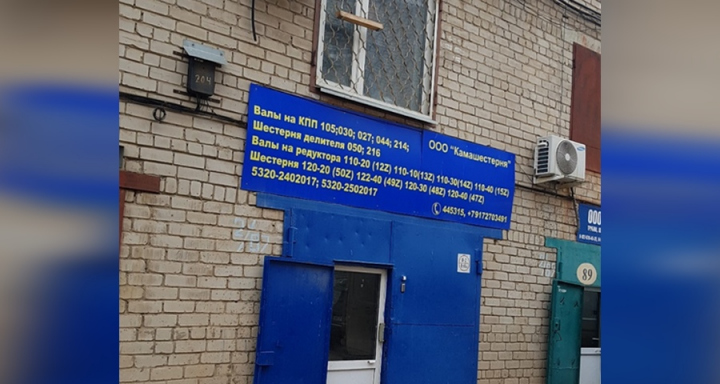 Валы на КПП 105;030; 027; 044; 214;
Шестерня делителя 050; 216
ООО "Камашестерня"
Валы на редуктора 110-20 (12Z) 110-10(13Z) 110-30(14Z) 110-40 (15Z)
Шестерня 120-20 (50Z) 122-40 (49Z) 120-30 (48Z) 120-40 (47Z)
5320-2402017; 5320-2502017
445315, +79172703491
ООО
89